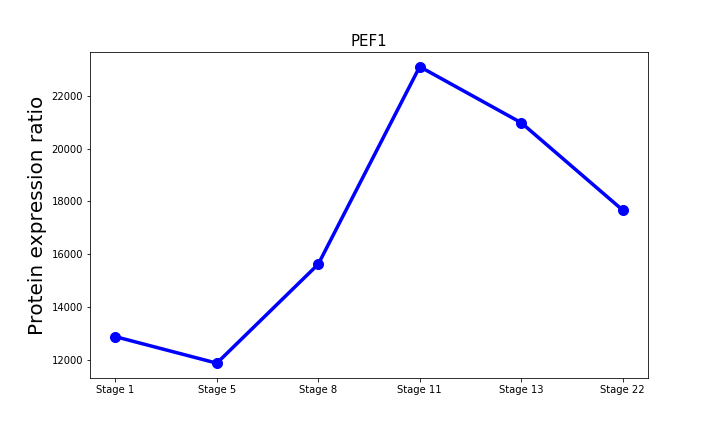 PEF1
Protein expression ratio
22000
20000
18000
16000
14000
12000
Stage 1 Stage 5 Stage 8 Stage 11 Stage 13 Stage 22